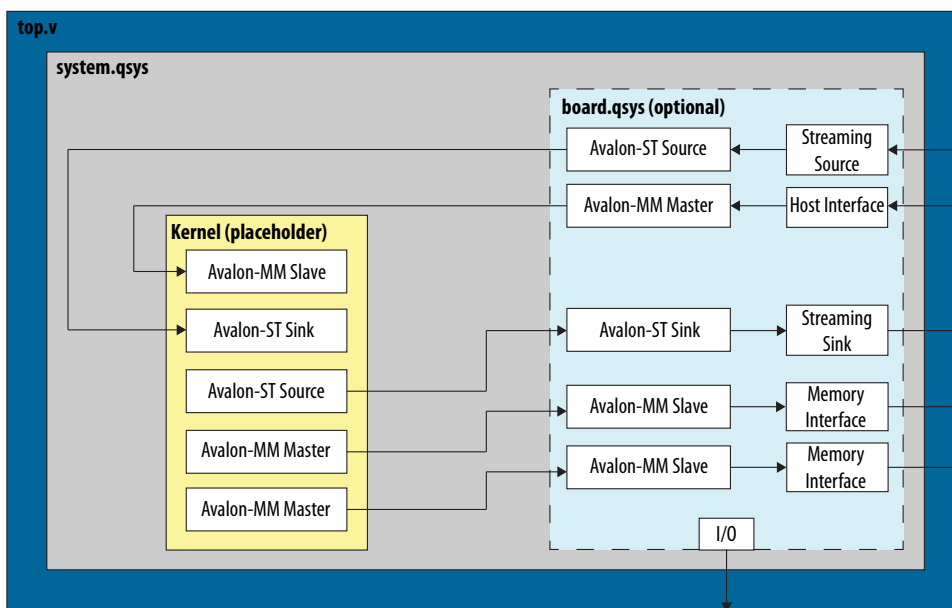 top.v
system.qsys
board.qsys (optional)
Avalon-ST Source
Streaming
Source
Avalon-MM Master
Host Interface
Kernel (placeholder)
Avalon-MM Slave
Avalon-ST Sink
Avalon-ST Source
Avalon-MM Master
Avalon-MM Master
Avalon-ST Sink
Streaming
Sink
Avalon-MM Slave
Memory
Interface
Avalon-MM Slave
Memory
Interface
I/O